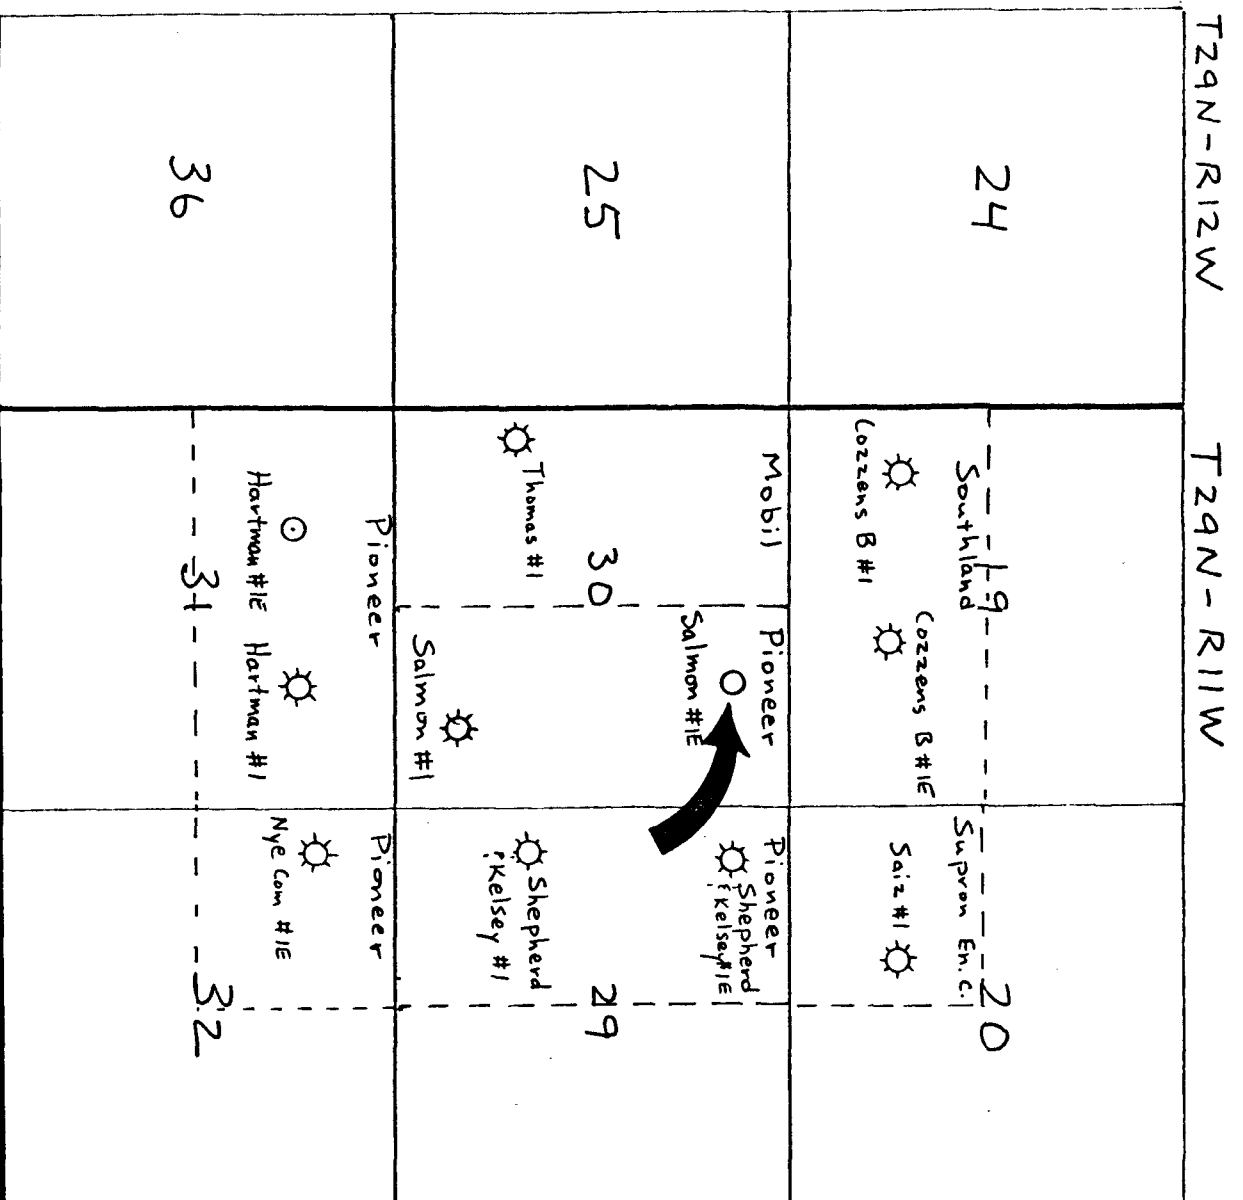 T29N-R12W
T29N-R11W
24
19
20
Southland
Supron En. C.
Cozzens B #1E
Cozzens B #1
Saiz #1
Mobil
Pioneer
Pioneer
Shepherd
& Kelsey #1E
Salmon #1E
25
30
29
Thomas #1
Shepherd
& Kelsey #1
Salmon #1
Pioneer
Pioneer
Hartman #1E
Hartman #1
Nye Com #1E
36
31
32